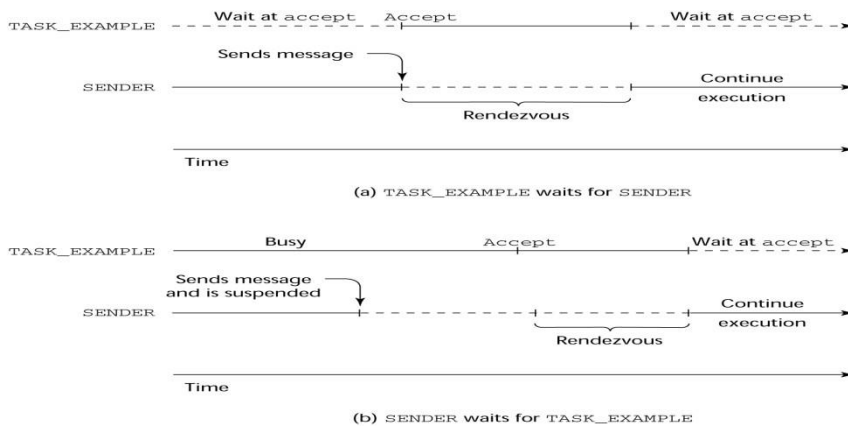 Wait at accept Accept Wait at accept
TASK_EXAMPLE
Sends message
SENDER
Continue
execution
Rendezvous
Time
(a) TASK_EXAMPLE waits for SENDER
Busy Accept Wait at accept
TASK_EXAMPLE
Sends message
and is suspended
SENDER
Continue
execution
Rendezvous
Time
(b) SENDER waits for TASK_EXAMPLE